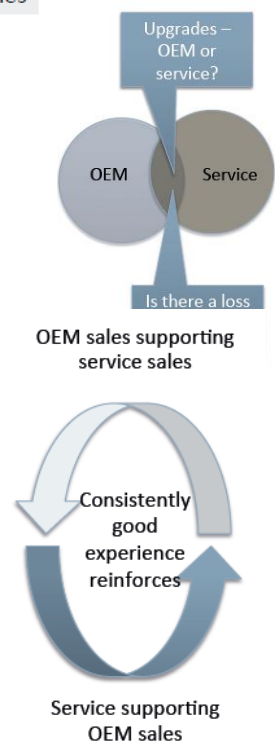 Upgrades –
OEM or
service?
OEM
Service
Is there a loss
OEM sales supporting
service sales
Consistently
good
experience
reinforces
Service supporting
OEM sales